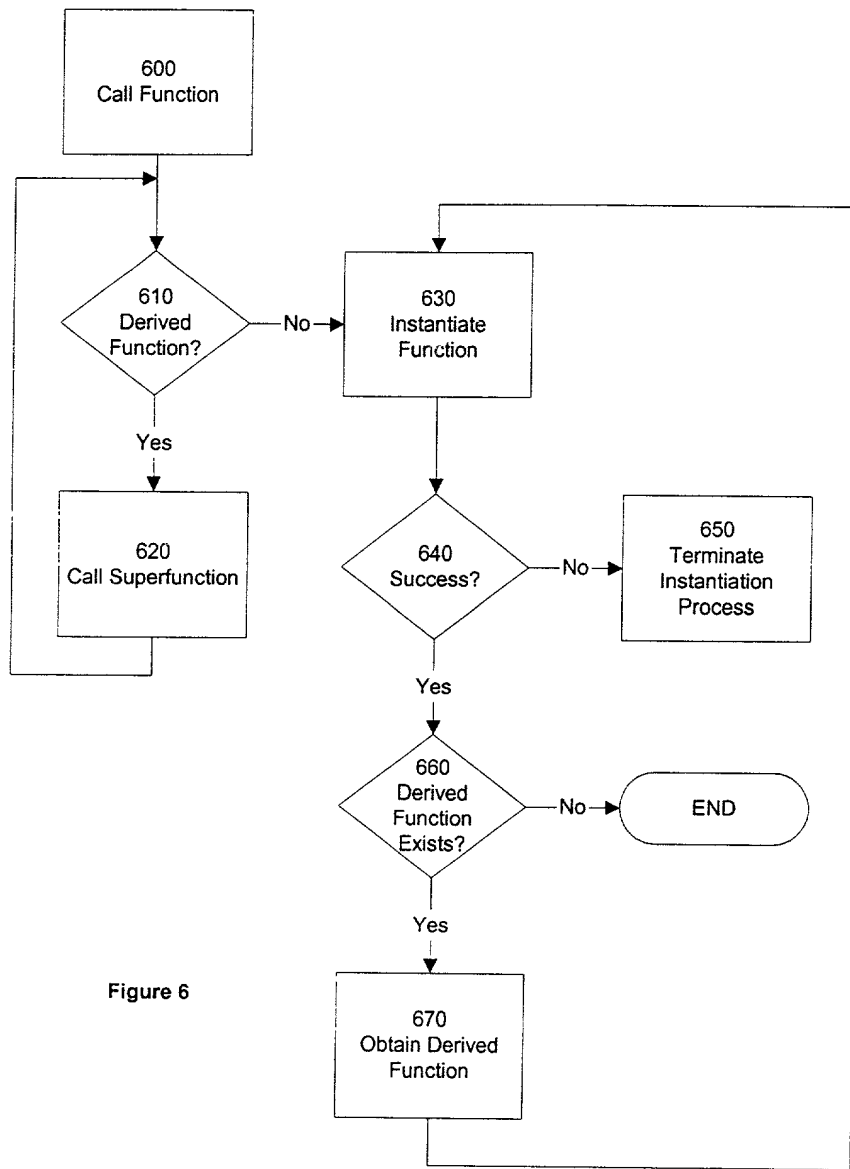 600
Call Function
610
Derived
Function?
No
630
Instantiate
Function
Yes
620
Call Superfunction
640
Success?
No
650
Terminate
Instantiation
Process
Yes
660
Derived
Function
Exists?
No
END
Yes
Figure 6
670
Obtain Derived
Function